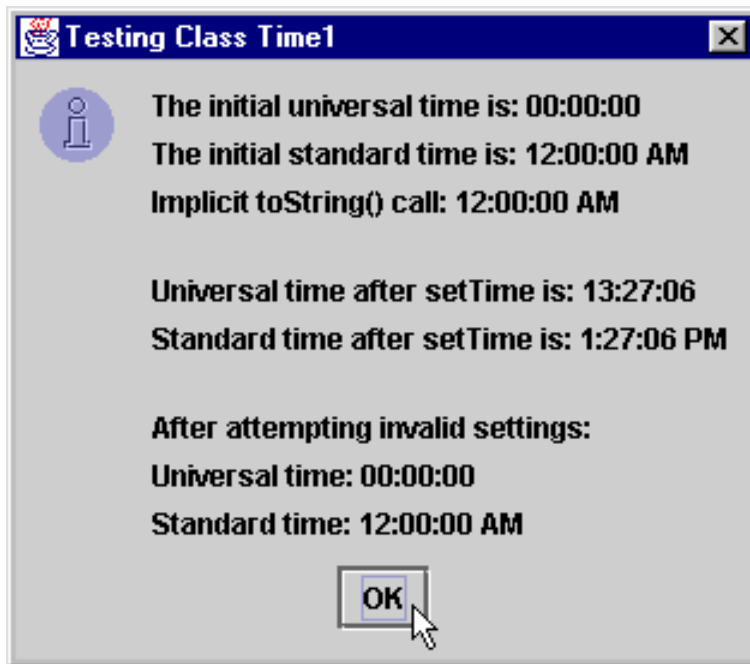 Testing Class Time1
The initial universal time is: 00:00:00
The initial standard time is: 12:00:00 AM
Implicit toString() call: 12:00:00 AM
Universal time after setTime is: 13:27:06
Standard time after setTime is: 1:27:06 PM
After attempting invalid settings:
Universal time: 00:00:00
Standard time: 12:00:00 AM
OK